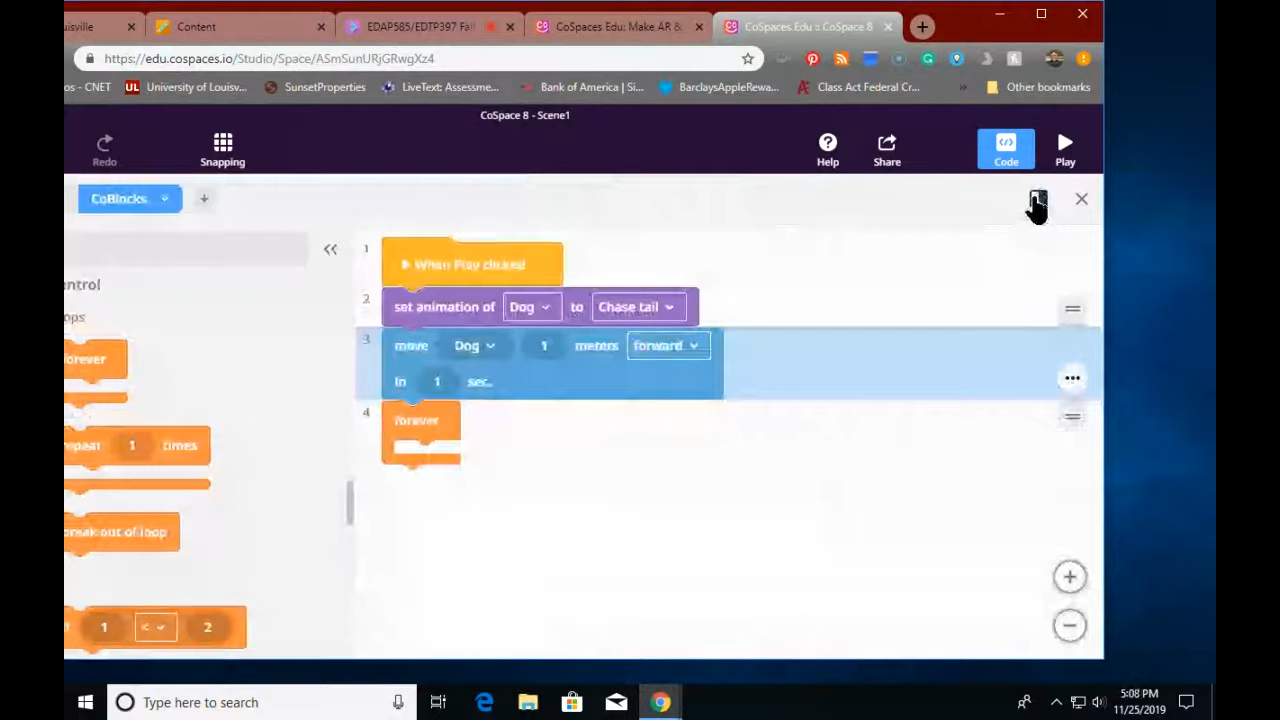 uisville
Content
EDAP585/EDTP397 Fal
CoSpaces Edu: Make AR &
CoSpaces Edu :: CoSpace 8
https://edu.cospaces.io/Studio/Space/ASmSunURjGRwgXz4
os - CNET
UL University of Louisv...
SunsetProperties
LiveText: Assessme...
Bank of America | Si...
BarclaysAppleRewa...
Class Act Federal Cr...
»
Other bookmarks
CoSpace 8 - Scene1
Redo
Snapping
Help
Share
Code
Play
CoBlocks
ontrol
ops
forever
repeat 1 times
break out of loop
1 < 2
1 When Play clicked
2 set animation of Dog to Chase tail
3 move Dog 1 meters forward
in 1 sec.
4 forever
Type here to search
5:08 PM
11/25/2019